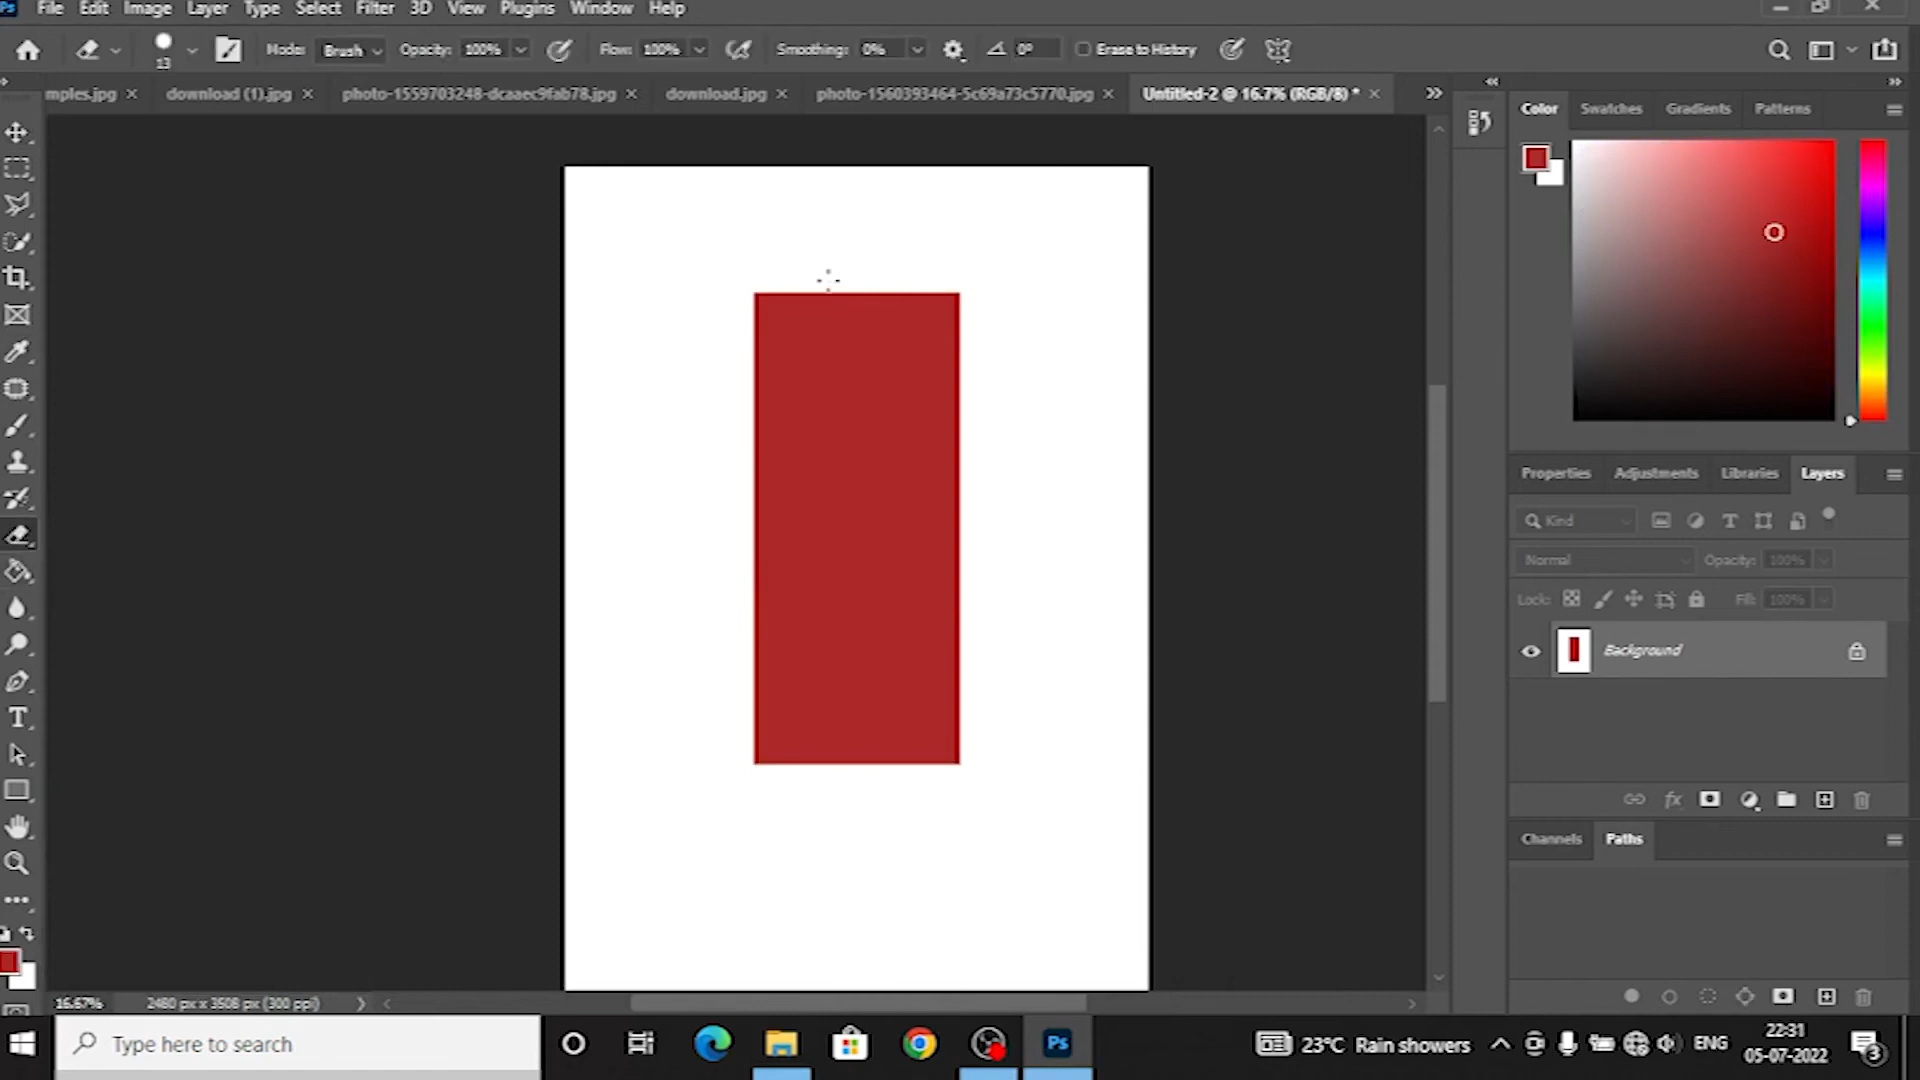 Ps File Edit Image Layer Type Select Filter 3D View Plugins Window Help
13 Mode: Brush Opacity: 100% Flow: 100% Smoothing: 0% 0° Erase to History
mples.jpg × download (1).jpg × photo-1559703248-dcaaec9fab78.jpg × download.jpg × photo-1560393464-5c69a73c5770.jpg × Untitled-2 @ 16.7% (RGB/8) * ×
Color Swatches Gradients Patterns
Properties Adjustments Libraries Layers
Kind
Normal Opacity: 100%
Lock: Fill: 100%
Background
Channels Paths
16.67% 2480 px x 3508 px (300 ppi)
Type here to search
Ps
23°C Rain showers
ENG
22:31
05-07-2022
3